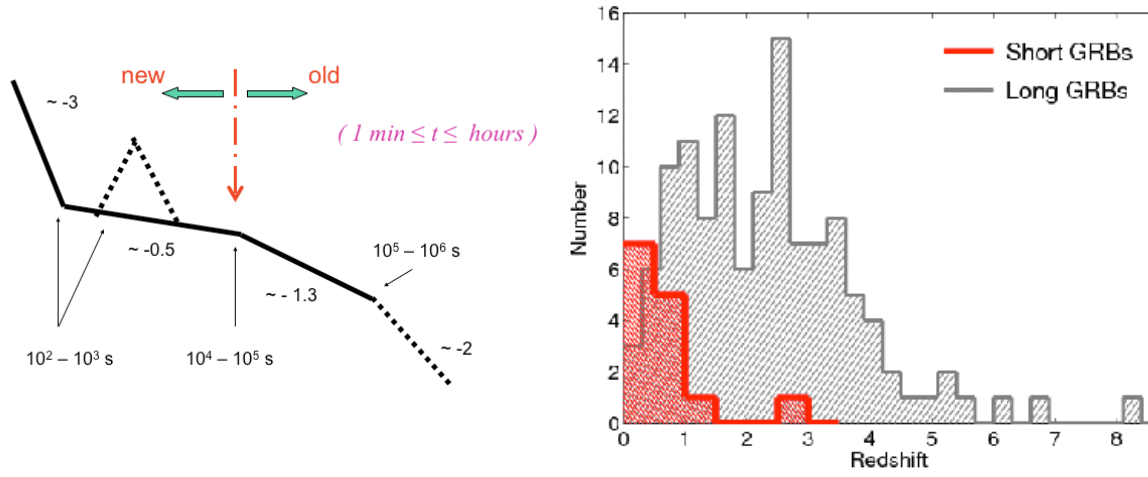 new
old
~ -3
( 1 min ≤ t ≤ hours )
~ -0.5
10⁵ – 10⁶ s
~ - 1.3
10² – 10³ s
10⁴ – 10⁵ s
~ -2
16
14
12
10
8
6
4
2
0
Number
Short GRBs
Long GRBs
0 1 2 3 4 5 6 7 8
Redshift